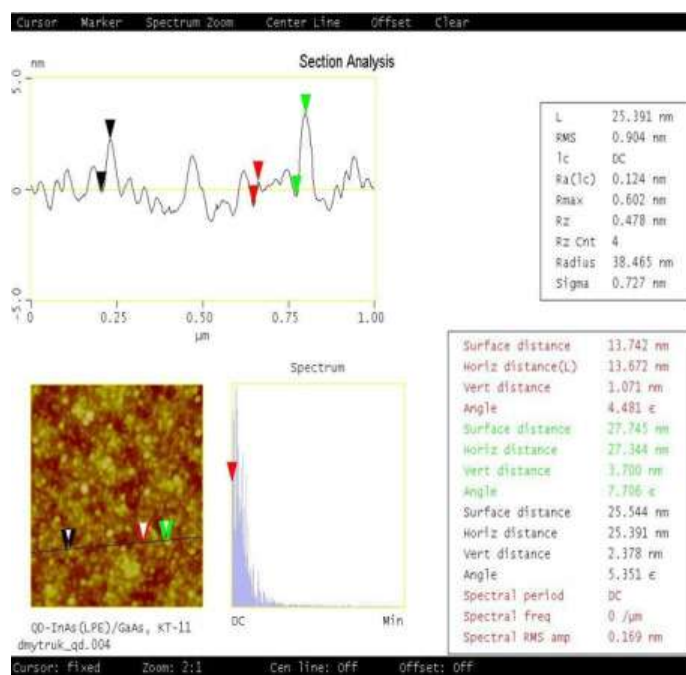 Cursor Marker Spectrum Zoom Center Line Offset Clear
Section Analysis
nm
5.0
0
-5.0
0 0.25 0.50 0.75 1.00
µm
L 25.391 nm
RMS 0.904 nm
lc DC
Ra(lc) 0.124 nm
Rmax 0.602 nm
Rz 0.478 nm
Rz Cnt 4
Radius 38.465 nm
Sigma 0.727 nm
Spectrum
DC Min
Surface distance 13.742 nm
Horiz distance(L) 13.672 nm
Vert distance 1.071 nm
Angle 4.481 є
Surface distance 27.745 nm
Horiz distance 27.344 nm
Vert distance 3.700 nm
Angle 7.706 є
Surface distance 25.544 nm
Horiz distance 25.391 nm
Vert distance 2.378 nm
Angle 5.351 є
Spectral period DC
Spectral freq 0 /µm
Spectral RMS amp 0.169 nm
QD-InAs(LPE)/GaAs, KT-11
dmytruk_qd.004
Cursor: fixed Zoom: 2:1 Cen line: Off Offset: Off